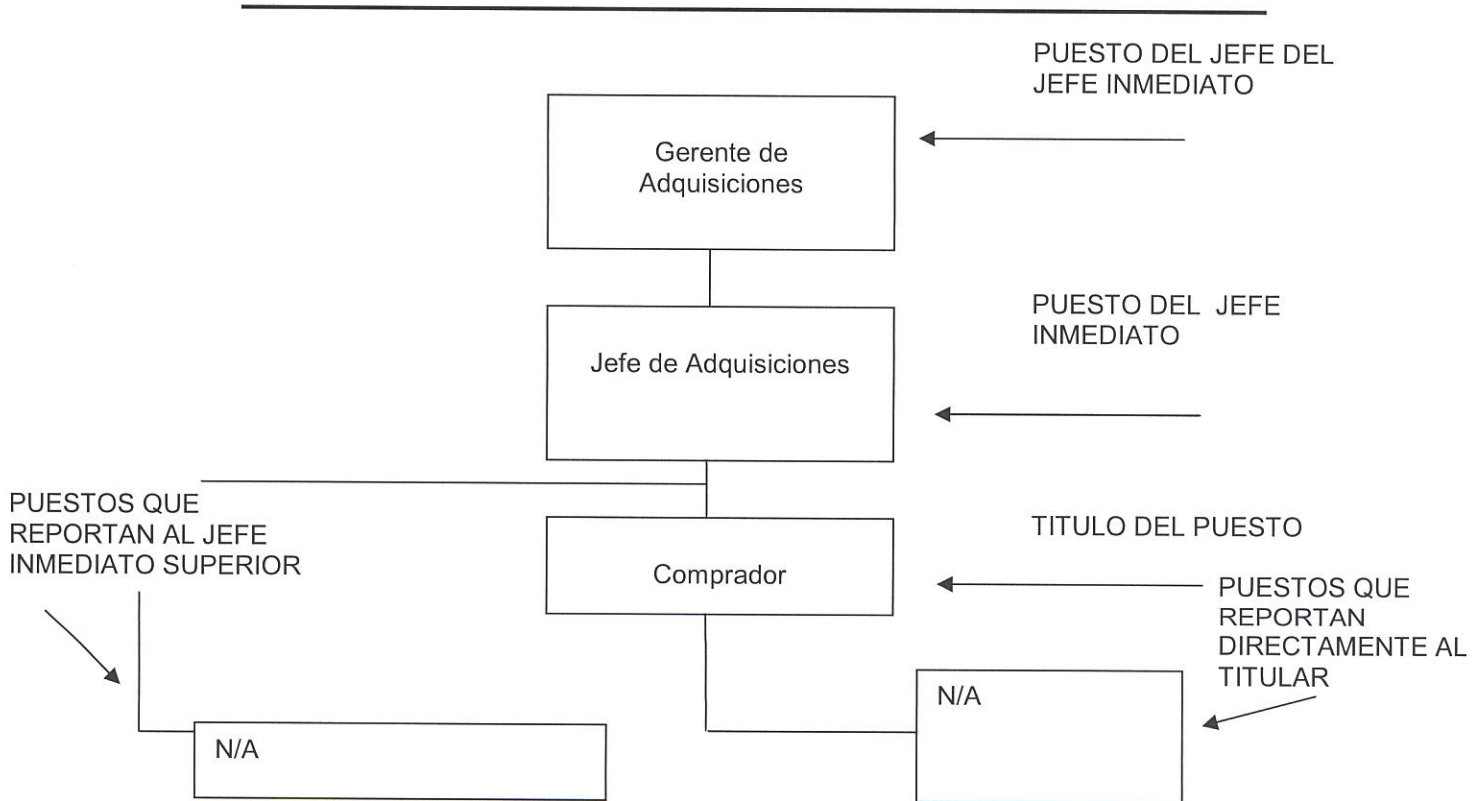 PUESTO DEL JEFE DEL
JEFE INMEDIATO
Gerente de
Adquisiciones
PUESTO DEL JEFE
INMEDIATO
Jefe de Adquisiciones
PUESTOS QUE
REPORTAN AL JEFE
INMEDIATO SUPERIOR
TITULO DEL PUESTO
Comprador
PUESTOS QUE
REPORTAN
DIRECTAMENTE AL
TITULAR
N/A
N/A